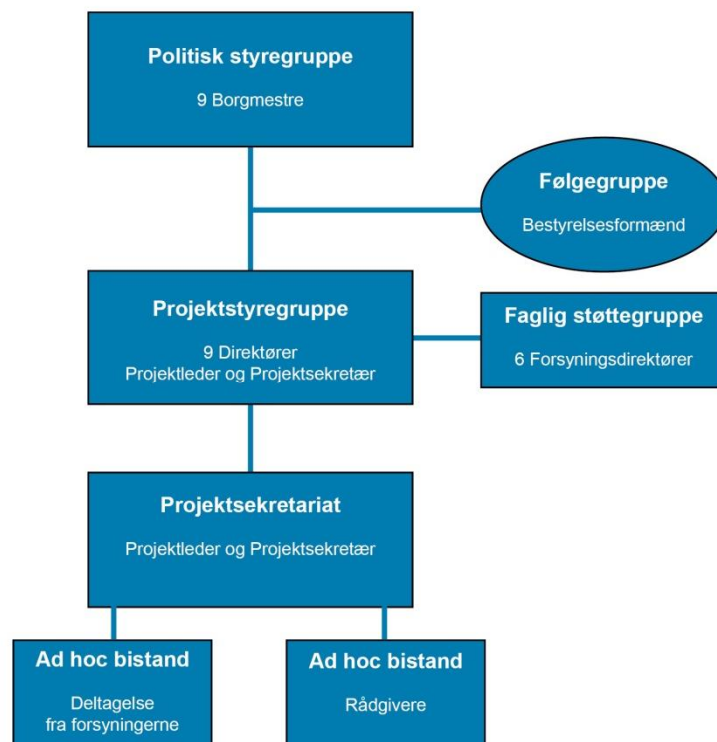 Politisk styregruppe
9 Borgmestre
Følgegruppe
Bestyrelsesformænd
Projektstyregruppe
9 Direktører
Projektleder og Projektsekretær
Faglig støttegruppe
6 Forsyningsdirektører
Projektsekretariat
Projektleder og Projektsekretær
Ad hoc bistand
Deltagelse
fra forsyningerne
Ad hoc bistand
Rådgivere